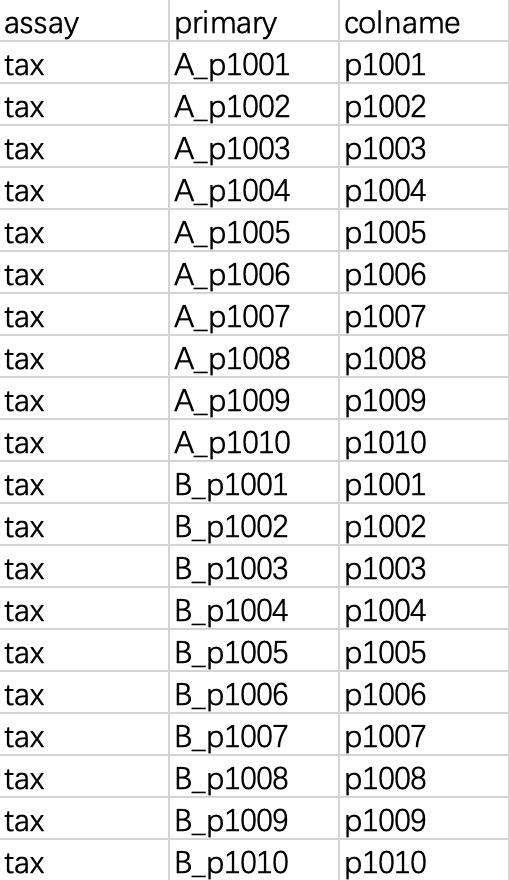 assay primary colname
tax A_p1001 p1001
tax A_p1002 p1002
tax A_p1003 p1003
tax A_p1004 p1004
tax A_p1005 p1005
tax A_p1006 p1006
tax A_p1007 p1007
tax A_p1008 p1008
tax A_p1009 p1009
tax A_p1010 p1010
tax B_p1001 p1001
tax B_p1002 p1002
tax B_p1003 p1003
tax B_p1004 p1004
tax B_p1005 p1005
tax B_p1006 p1006
tax B_p1007 p1007
tax B_p1008 p1008
tax B_p1009 p1009
tax B_p1010 p1010